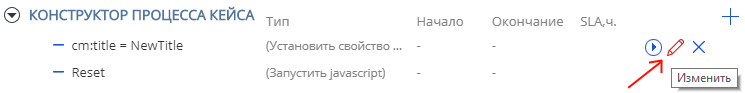 КОНСТРУКТОР ПРОЦЕССА КЕЙСА Тип Начало Окончание SLA,ч.
cm:title = NewTitle (Установить свойство ... - -
Reset (Запустить javascript) - -
Изменить